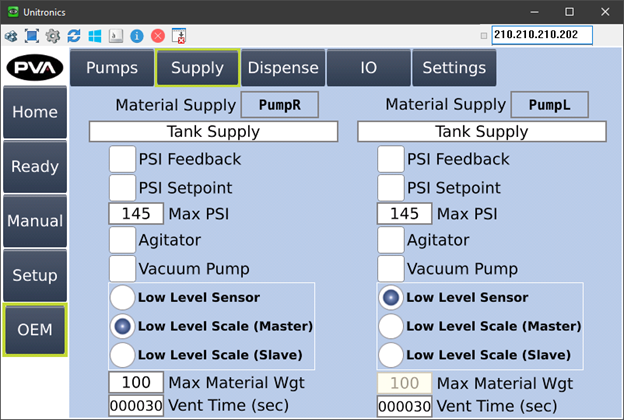 Unitronics
210.210.210.202
PVA
Pumps Supply Dispense IO Settings
Home
Ready
Manual
Setup
OEM
Material Supply PumpR
Tank Supply
PSI Feedback
PSI Setpoint
145 Max PSI
Agitator
Vacuum Pump
Low Level Sensor
Low Level Scale (Master)
Low Level Scale (Slave)
100 Max Material Wgt
000030 Vent Time (sec)
Material Supply PumpL
Tank Supply
PSI Feedback
PSI Setpoint
145 Max PSI
Agitator
Vacuum Pump
Low Level Sensor
Low Level Scale (Master)
Low Level Scale (Slave)
100 Max Material Wgt
000030 Vent Time (sec)